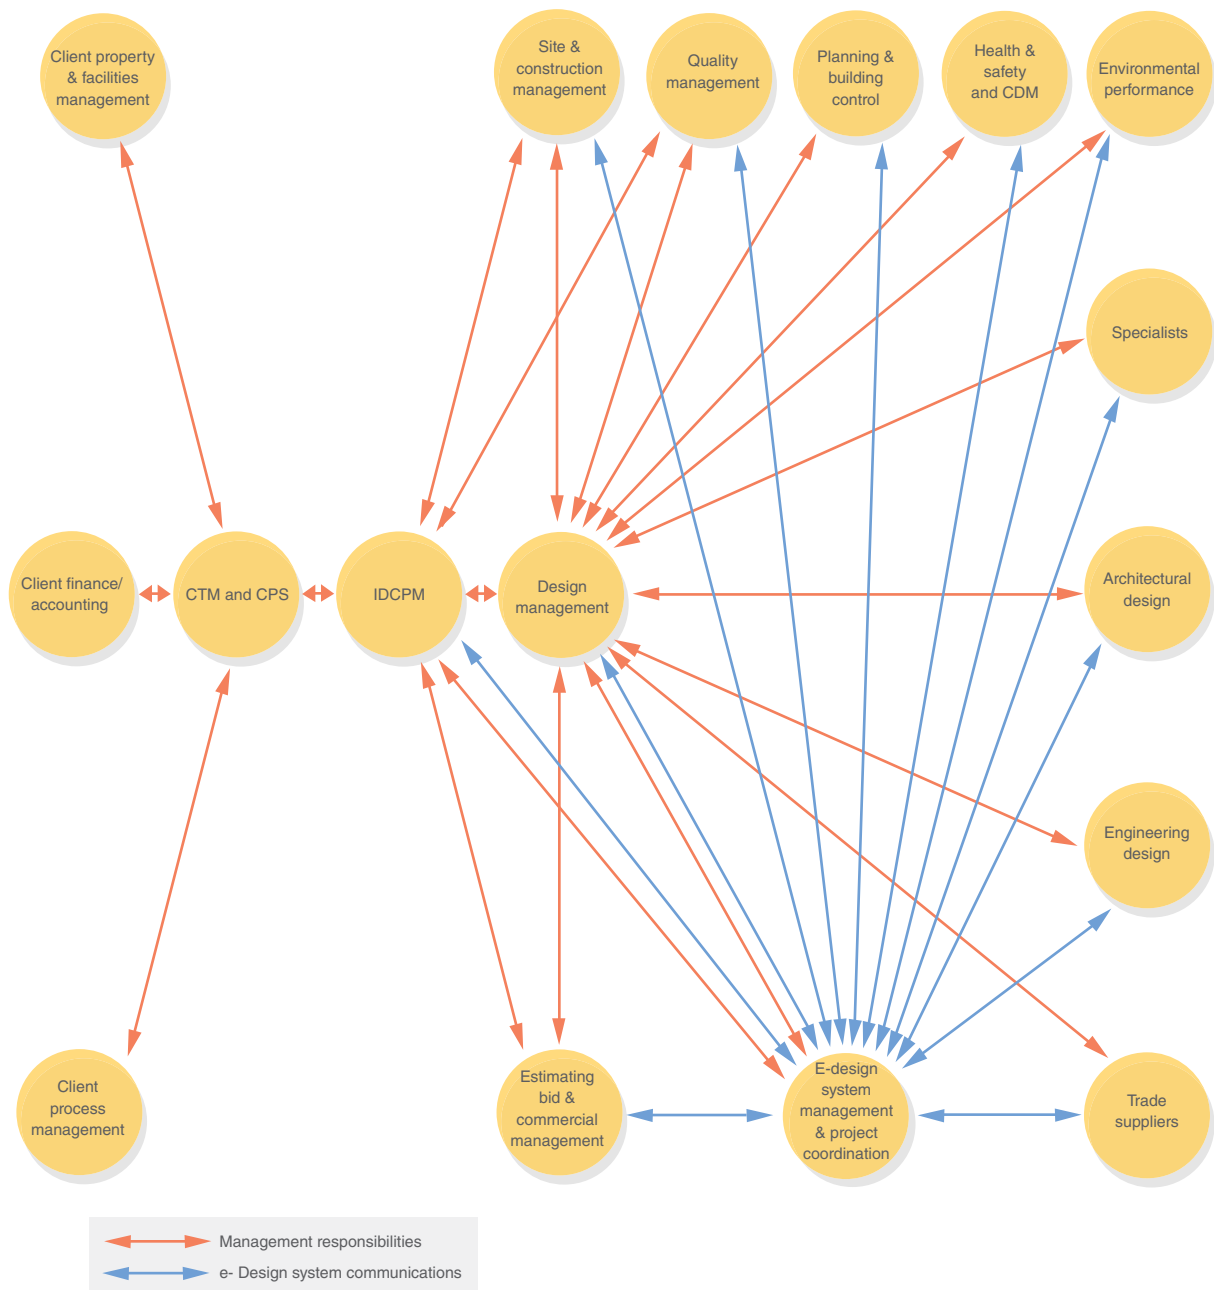 Client property
& facilities
management
Site &
construction
management
Quality
management
Planning &
building
control
Health &
safety
and CDM
Environmental
performance
Specialists
Client finance/
accounting
CTM and CPS
IDCPM
Design
management
Architectural
design
Engineering
design
Client
process
management
Estimating
bid &
commercial
management
E-design
system
management
& project
coordination
Trade
suppliers
Management responsibilities
e- Design system communications